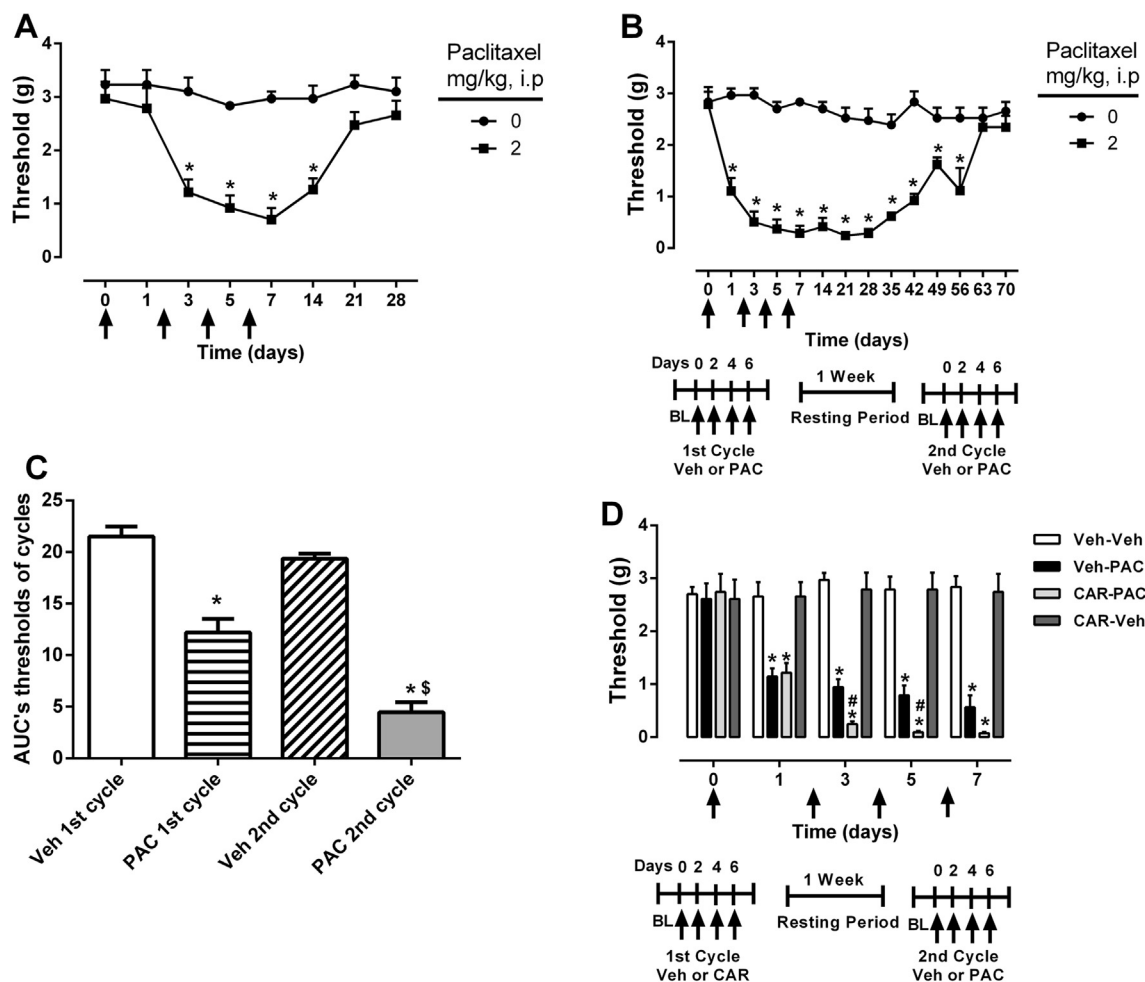 A
Paclitaxel
mg/kg, i.p
0
2
Threshold (g)
4
3
2
1
0
*
*
*
*
0 1 3 5 7 14 21 28
Time (days)
B
Paclitaxel
mg/kg, i.p
0
2
Threshold (g)
4
3
2
1
0
* * * * * * * * * * *
0 1 3 5 7 14 21 28 35 42 49 56 63 70
Time (days)
Days 0 2 4 6
BL
1st Cycle
Veh or PAC
1 Week
Resting Period
0 2 4 6
BL
2nd Cycle
Veh or PAC
C
AUC's thresholds of cycles
25
20
15
10
5
0
*
* $
Veh 1st cycle
PAC 1st cycle
Veh 2nd cycle
PAC 2nd cycle
D
Veh-Veh
Veh-PAC
CAR-PAC
CAR-Veh
Threshold (g)
4
3
2
1
0
* *
* # *
* # *
* *
0 1 3 5 7
Time (days)
Days 0 2 4 6
BL
1st Cycle
Veh or CAR
1 Week
Resting Period
0 2 4 6
BL
2nd Cycle
Veh or PAC